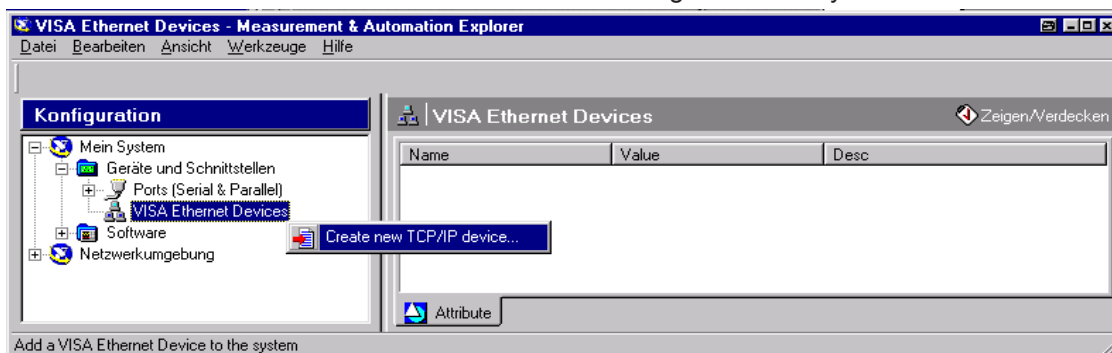 VISA Ethernet Devices - Measurement & Automation Explorer
Datei Bearbeiten Ansicht Werkzeuge Hilfe
Konfiguration
VISA Ethernet Devices
Zeigen/Verdecken
Mein System
Geräte und Schnittstellen
Ports (Serial & Parallel)
VISA Ethernet Devices
Software
Netzwerkumgebung
Create new TCP/IP device...
Name Value Desc
Attribute
Add a VISA Ethernet Device to the system